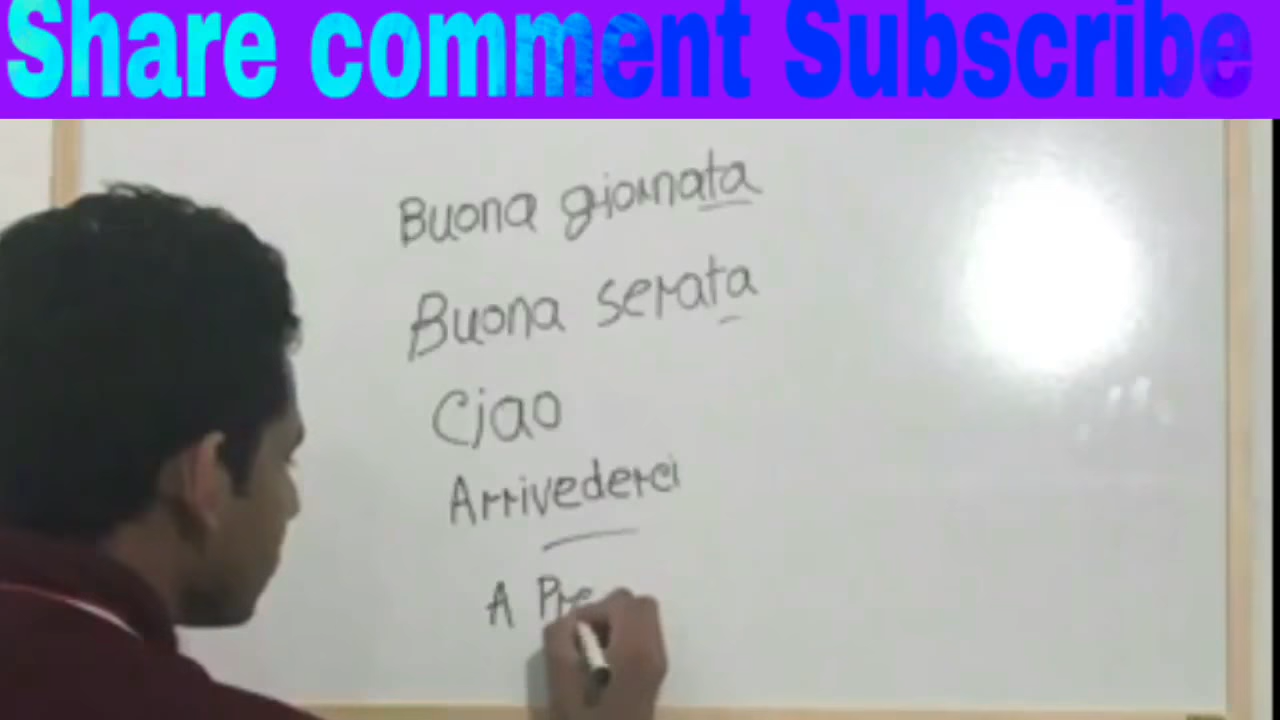 Share comment Subscribe
Buona giornata
Buona serata
Ciao
Arrivederci
A Pre